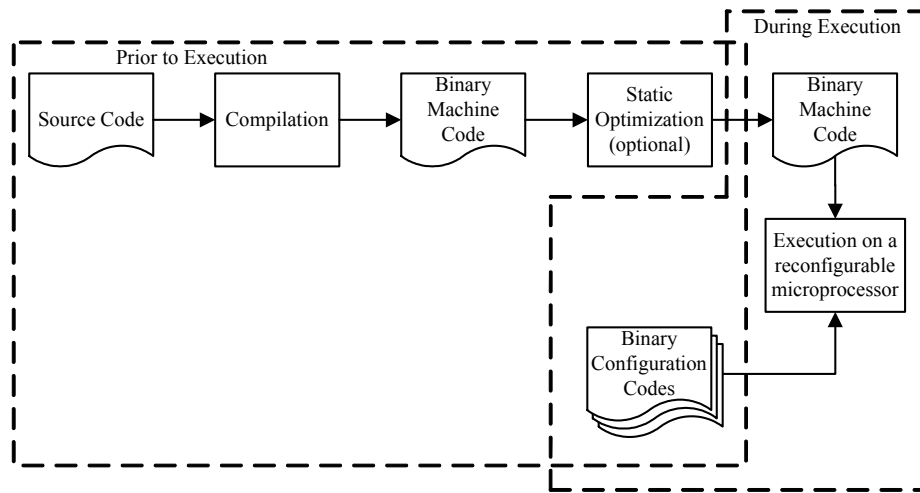 During Execution
Prior to Execution
Source Code
Compilation
Binary
Machine
Code
Static
Optimization
(optional)
Binary
Machine
Code
Execution on a
reconfigurable
microprocessor
Binary
Configuration
Codes